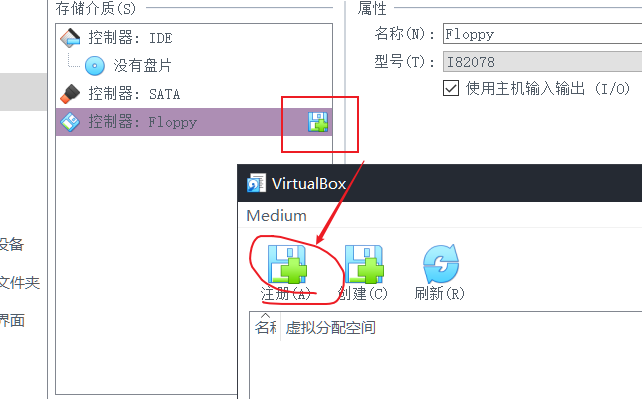 存储介质(S)
控制器: IDE
没有盘片
控制器: SATA
控制器: Floppy
属性
名称(N): Floppy
型号(T): I82078
使用主机输入输出 (I/O)
设备
文件夹
界面
VirtualBox
Medium
注册(A) 创建(C) 刷新(R)
虚拟分配空间